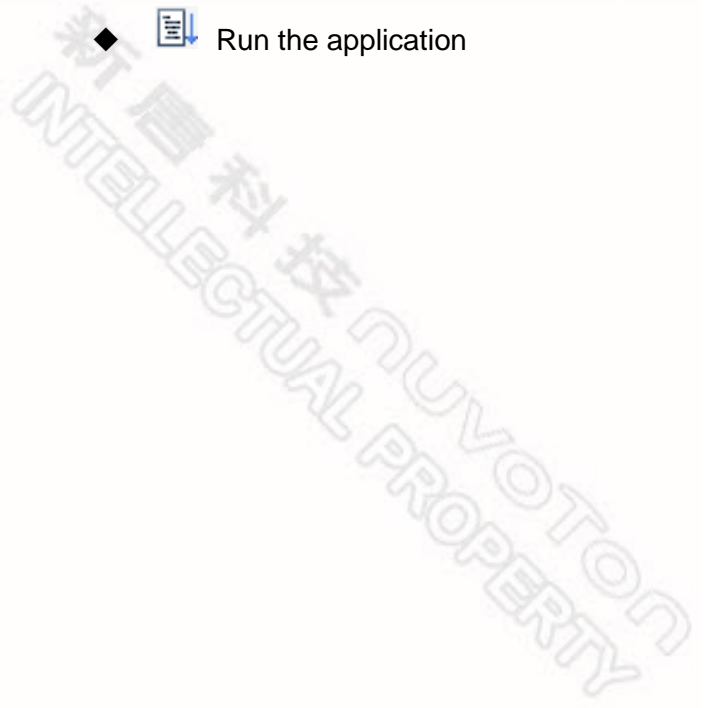 ◆ Run the application
新唐科技 nuvoTon
INTELLECTUAL PROPERTY